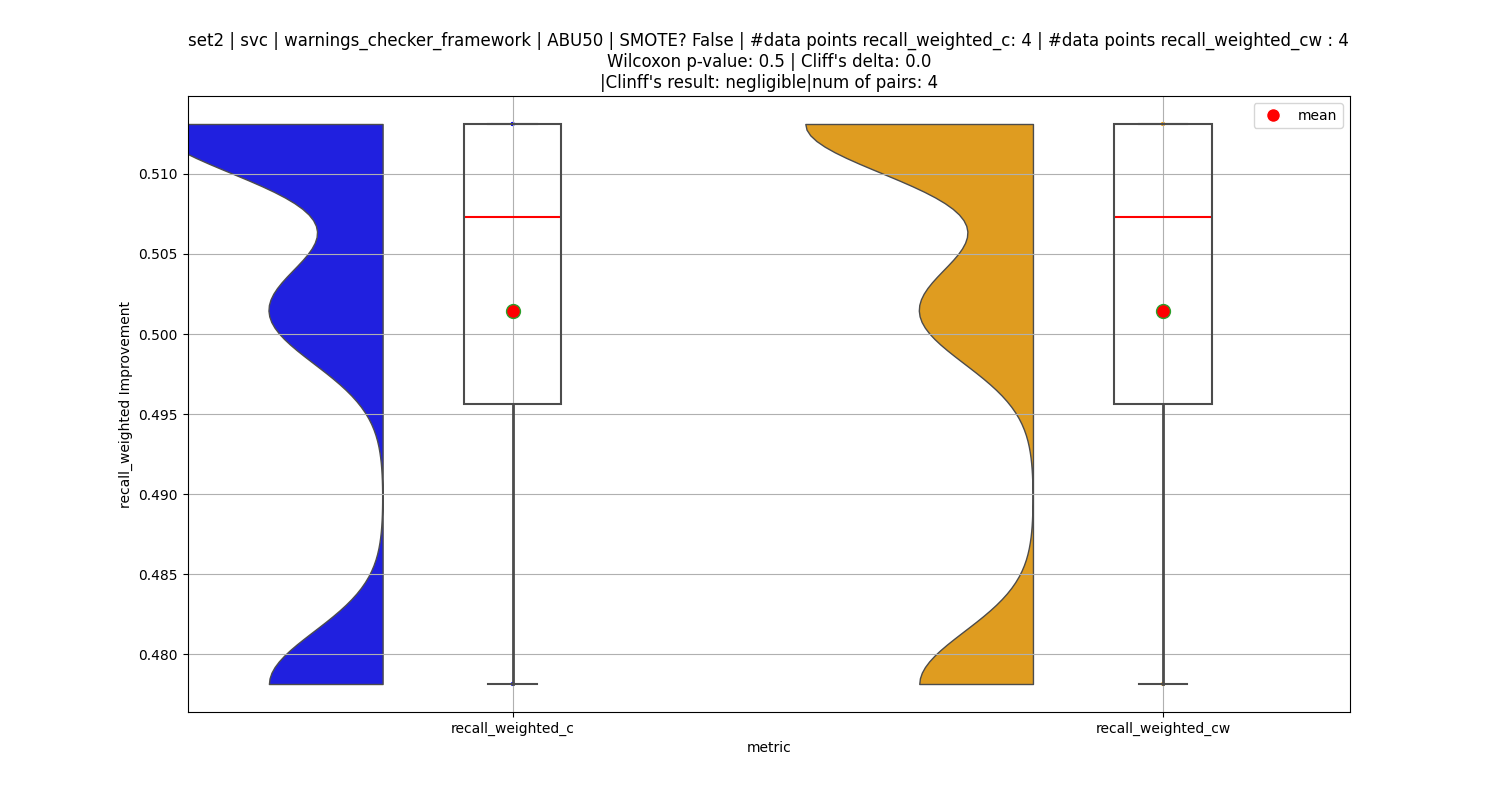 set2 | svc | warnings_checker_framework | ABU50 | SMOTE? False | #data points recall_weighted_c: 4 | #data points recall_weighted_cw : 4
Wilcoxon p-value: 0.5 | Cliff's delta: 0.0
|Clinff's result: negligible|num of pairs: 4
mean
0.510
0.505
0.500
0.495
0.490
0.485
0.480
recall_weighted Improvement
recall_weighted_c
recall_weighted_cw
metric